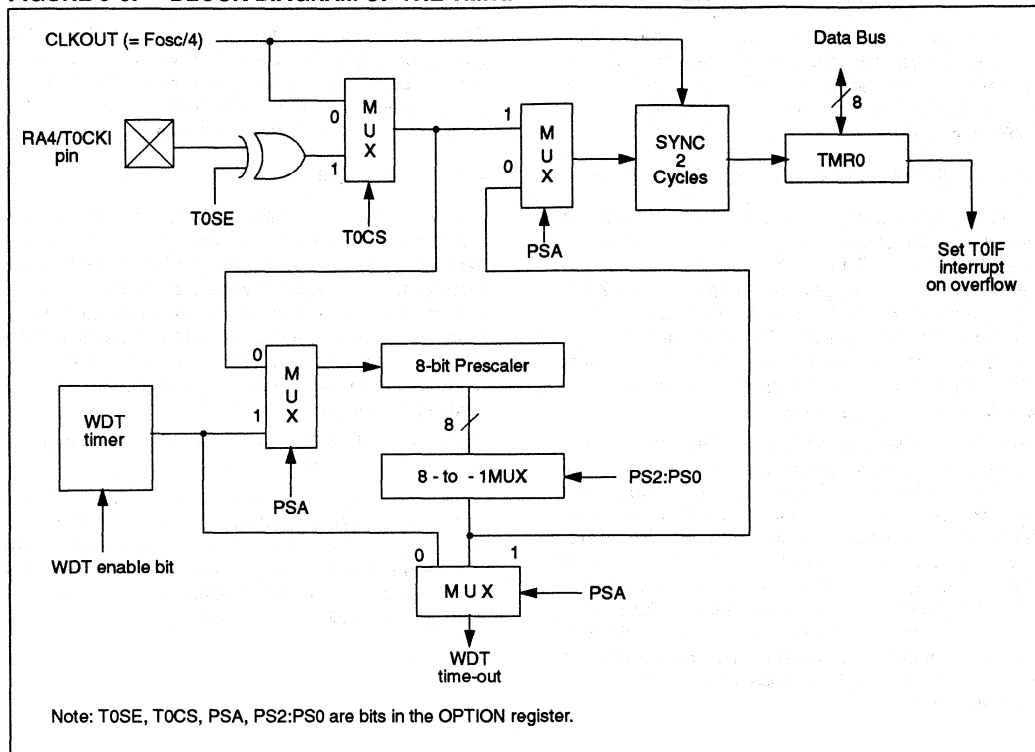 CLKOUT (= Fosc/4)
Data Bus
8
RA4/T0CKI
pin
0
1
M
U
X
T0SE
T0CS
1
0
M
U
X
PSA
SYNC
2
Cycles
TMR0
Set T0IF
interrupt
on overflow
0
1
M
U
X
PSA
8-bit Prescaler
8
WDT
timer
WDT enable bit
8 - to - 1MUX
PS2:PS0
0
1
M U X
PSA
WDT
time-out
Note: T0SE, T0CS, PSA, PS2:PS0 are bits in the OPTION register.